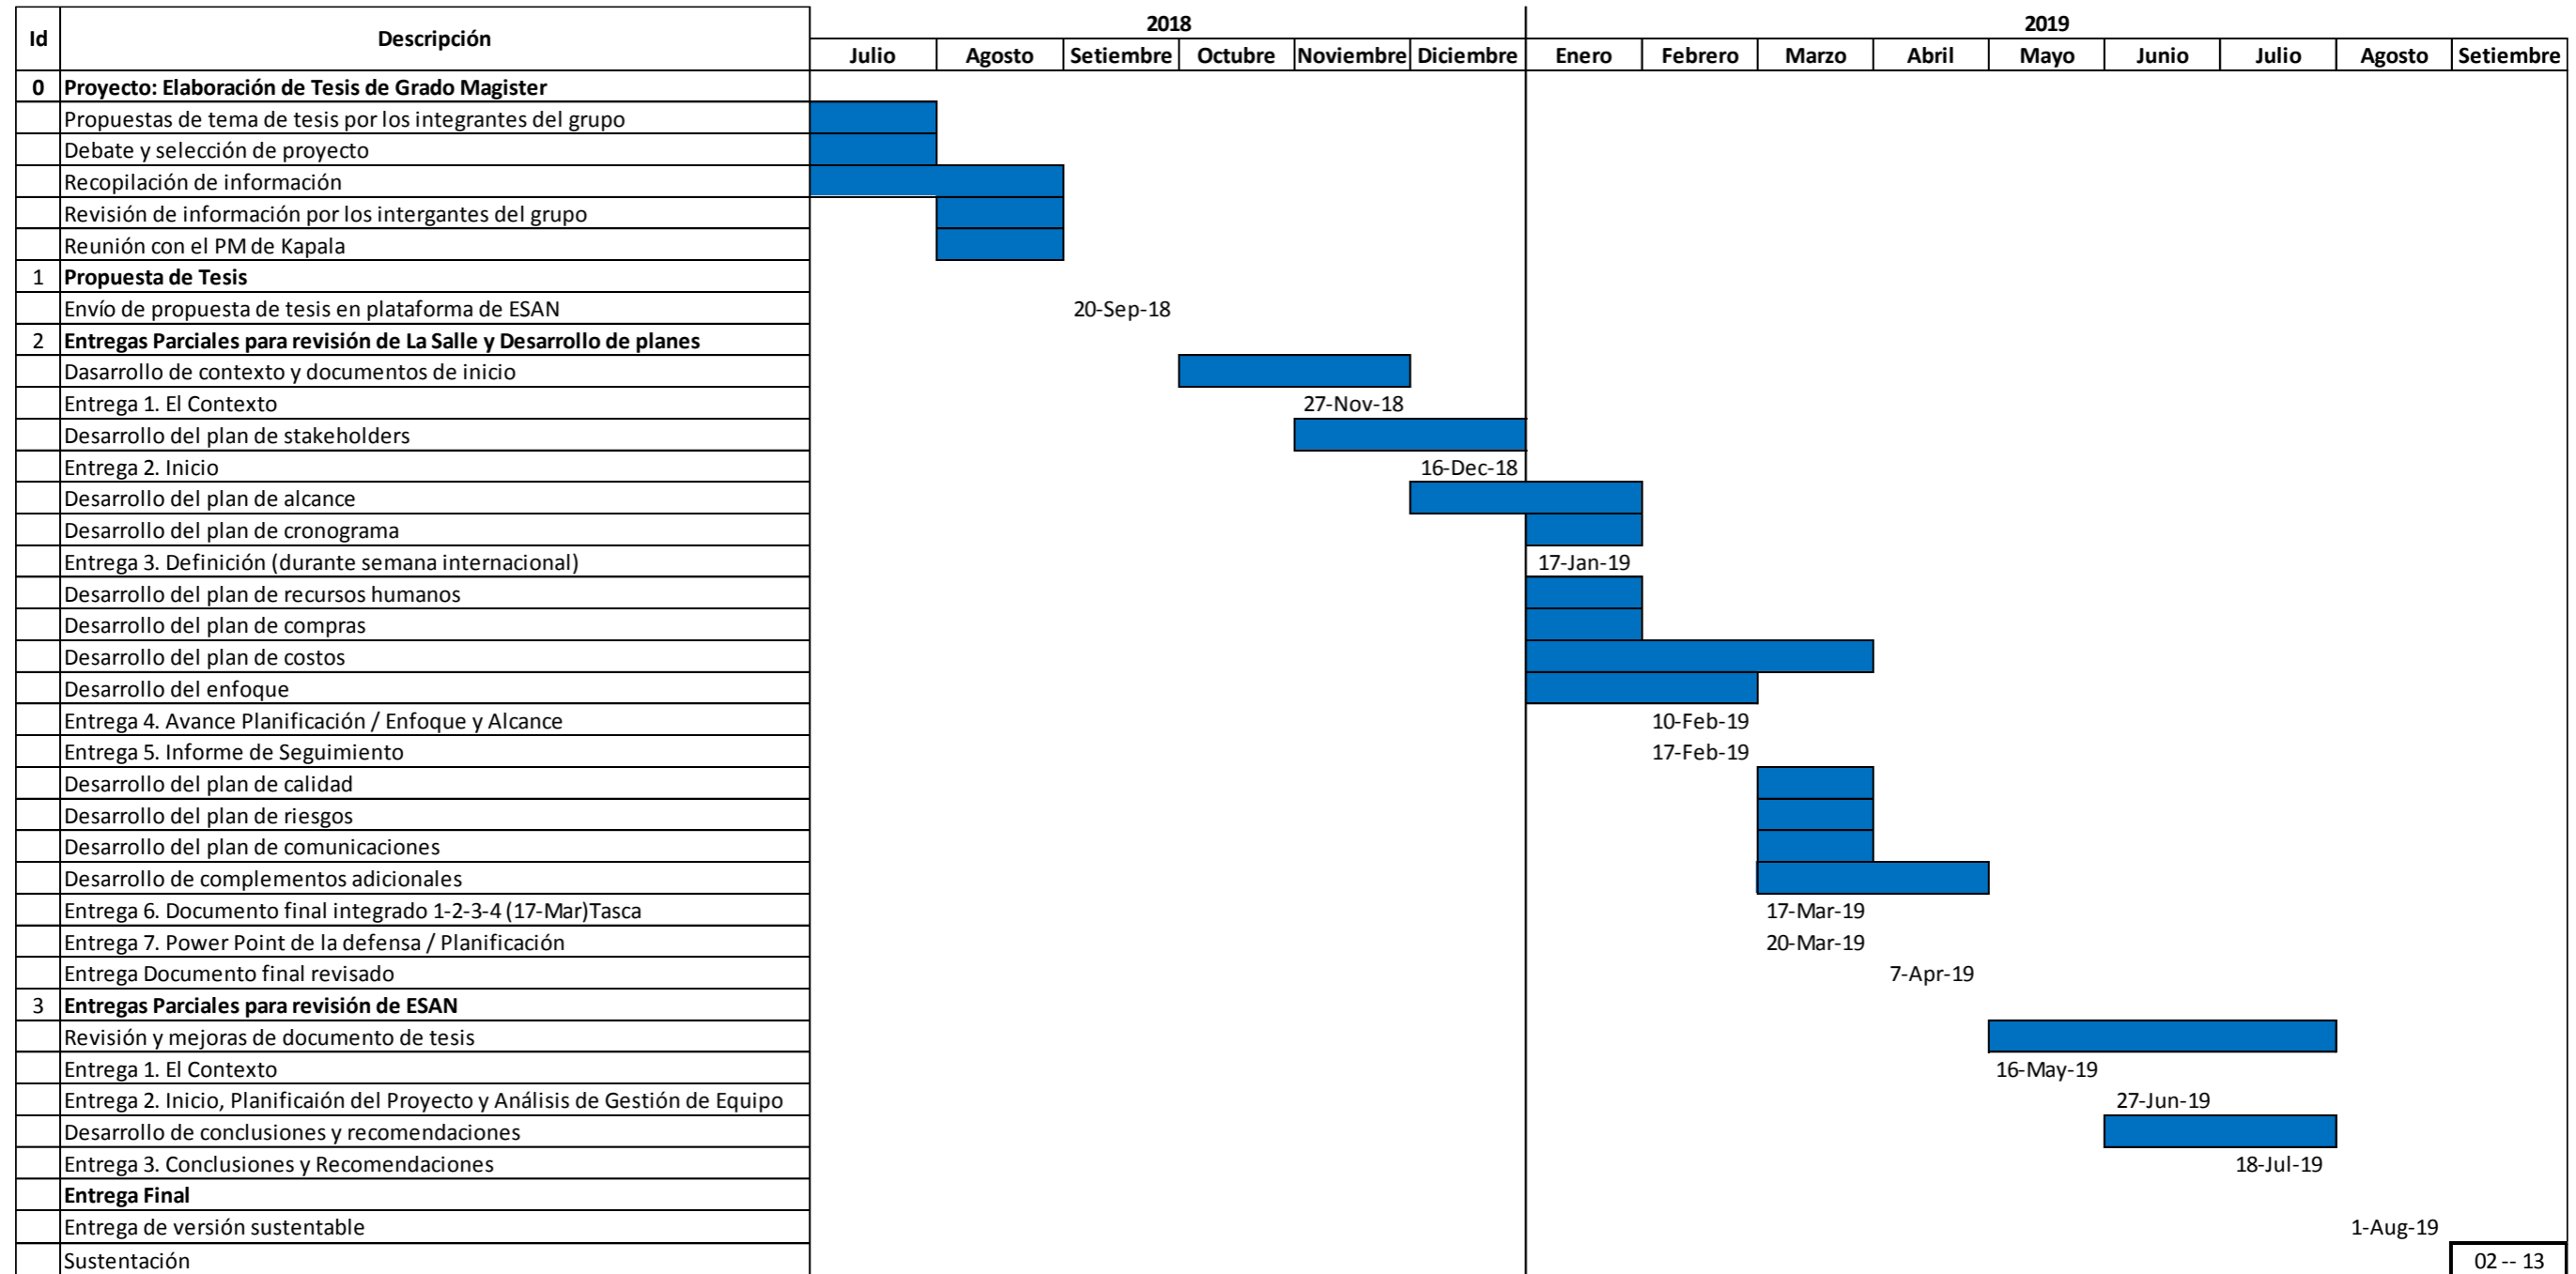 2018 2019
Id Descripción
Julio Agosto Setiembre Octubre Noviembre Diciembre Enero Febrero Marzo Abril Mayo Junio Julio Agosto Setiembre
0 Proyecto: Elaboración de Tesis de Grado Magister
Propuestas de tema de tesis por los integrantes del grupo
Debate y selección de proyecto
Recopilación de información
Revisión de información por los intergantes del grupo
Reunión con el PM de Kapala
1 Propuesta de Tesis
Envío de propuesta de tesis en plataforma de ESAN 20-Sep-18
2 Entregas Parciales para revisión de La Salle y Desarrollo de planes
Dasarrollo de contexto y documentos de inicio
Entrega 1. El Contexto 27-Nov-18
Desarrollo del plan de stakeholders
Entrega 2. Inicio 16-Dec-18
Desarrollo del plan de alcance
Desarrollo del plan de cronograma
Entrega 3. Definición (durante semana internacional) 17-Jan-19
Desarrollo del plan de recursos humanos
Desarrollo del plan de compras
Desarrollo del plan de costos
Desarrollo del enfoque
Entrega 4. Avance Planificación / Enfoque y Alcance 10-Feb-19
Entrega 5. Informe de Seguimiento 17-Feb-19
Desarrollo del plan de calidad
Desarrollo del plan de riesgos
Desarrollo del plan de comunicaciones
Desarrollo de complementos adicionales
Entrega 6. Documento final integrado 1-2-3-4 (17-Mar)Tasca 17-Mar-19
Entrega 7. Power Point de la defensa / Planificación 20-Mar-19
Entrega Documento final revisado 7-Apr-19
3 Entregas Parciales para revisión de ESAN
Revisión y mejoras de documento de tesis
Entrega 1. El Contexto 16-May-19
Entrega 2. Inicio, Planificaión del Proyecto y Análisis de Gestión de Equipo 27-Jun-19
Desarrollo de conclusiones y recomendaciones
Entrega 3. Conclusiones y Recomendaciones 18-Jul-19
Entrega Final
Entrega de versión sustentable 1-Aug-19
Sustentación 02 -- 13